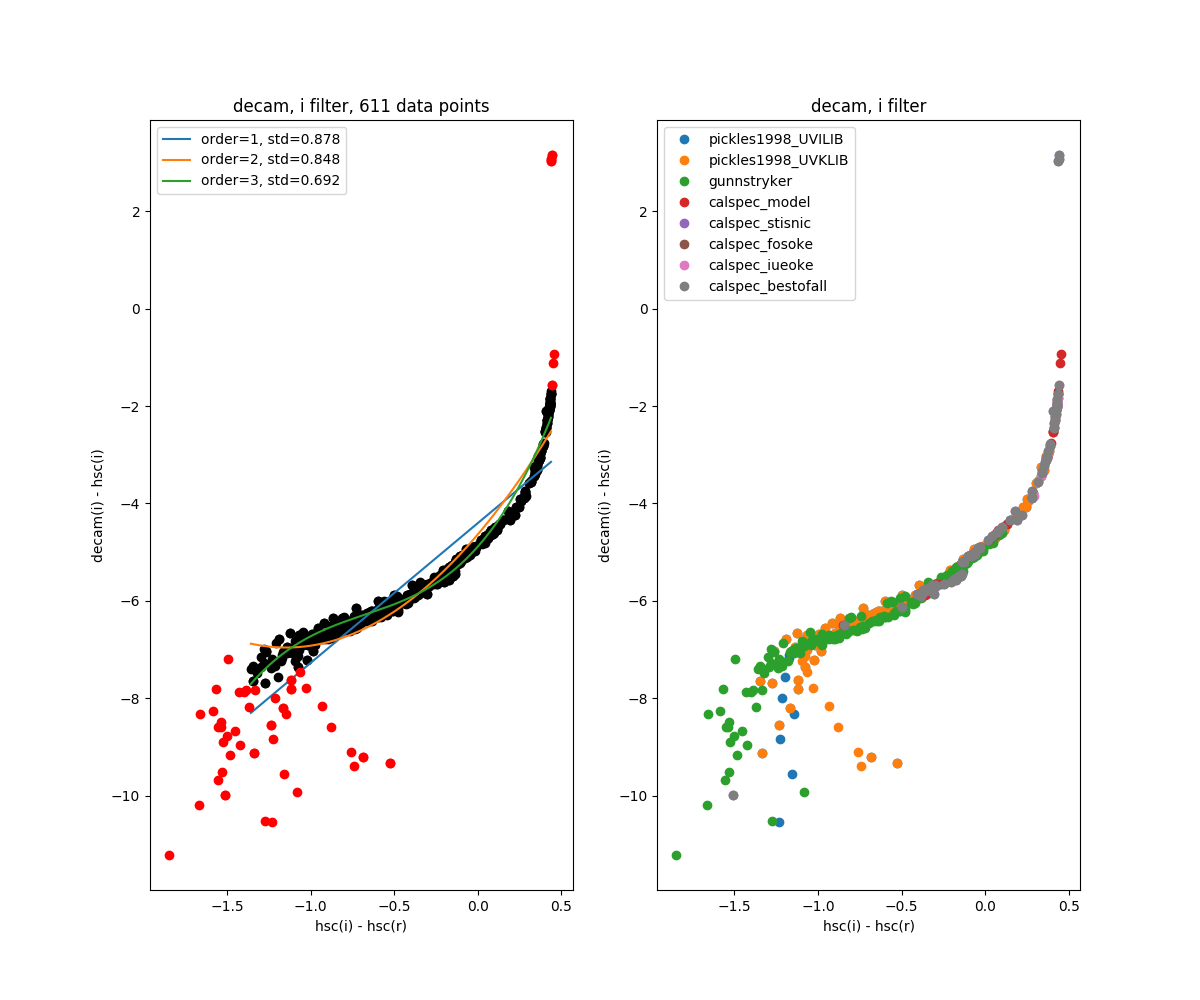 decam, i filter, 611 data points
order=1, std=0.878
order=2, std=0.848
order=3, std=0.692
2
0
−2
−4
−6
−8
−10
decam(i) - hsc(i)
−1.5 −1.0 −0.5 0.0 0.5
hsc(i) - hsc(r)
decam, i filter
pickles1998_UVILIB
pickles1998_UVKLIB
gunnstryker
calspec_model
calspec_stisnic
calspec_fosoke
calspec_iueoke
calspec_bestofall
2
0
−2
−4
−6
−8
−10
decam(i) - hsc(i)
−1.5 −1.0 −0.5 0.0 0.5
hsc(i) - hsc(r)